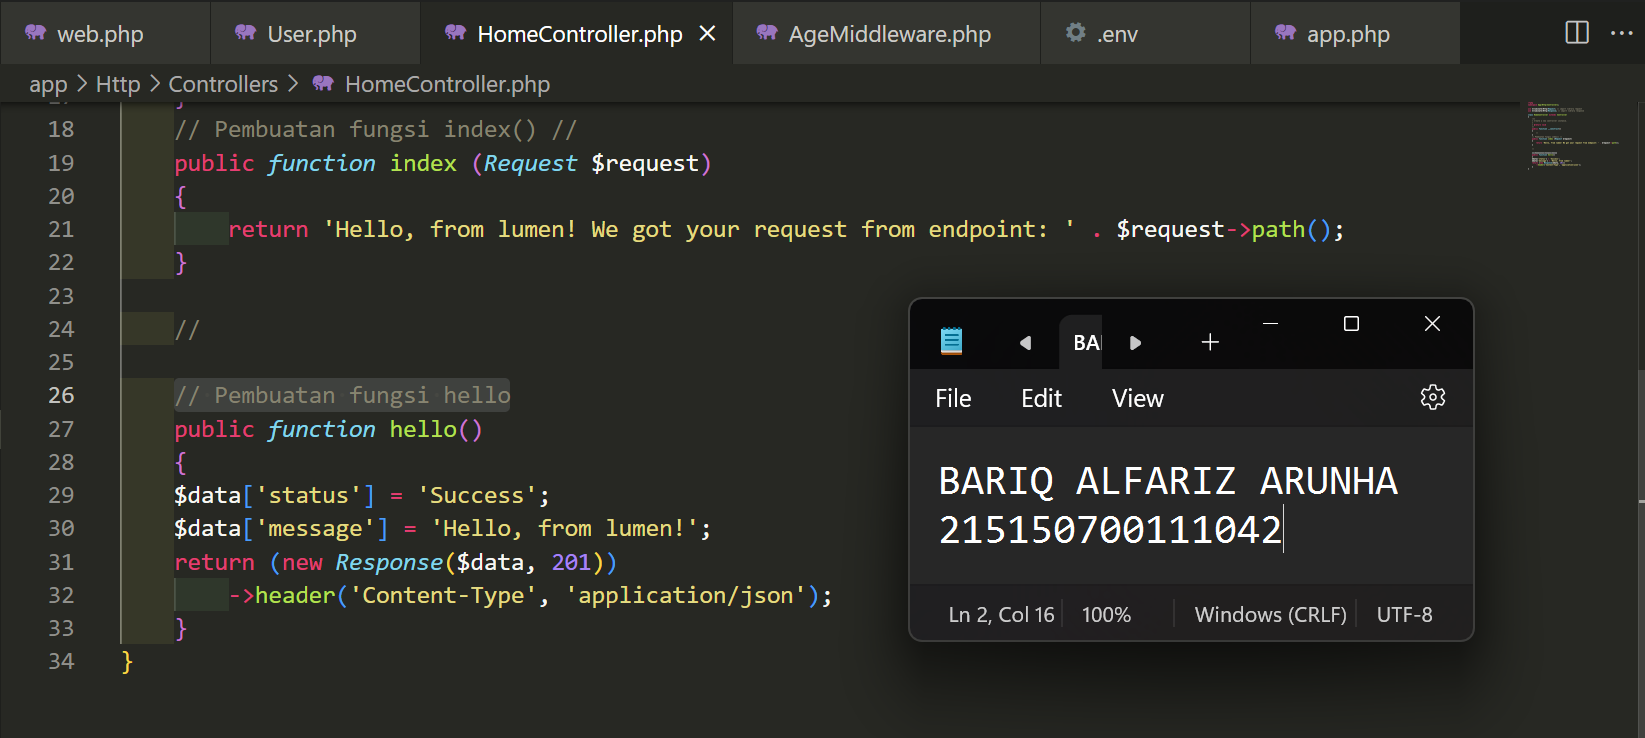 web.php User.php HomeController.php AgeMiddleware.php .env app.php
app > Http > Controllers > HomeController.php
18 // Pembuatan fungsi index() //
19 public function index (Request $request)
20 {
21 return 'Hello, from lumen! We got your request from endpoint: ' . $request->path();
22 }
23
24 //
25
26 // Pembuatan fungsi hello
27 public function hello()
28 {
29 $data['status'] = 'Success';
30 $data['message'] = 'Hello, from lumen!';
31 return (new Response($data, 201))
32 ->header('Content-Type', 'application/json');
33 }
34 }
BA
File Edit View
BARIQ ALFARIZ ARUNHA
215150700111042
Ln 2, Col 16 100% Windows (CRLF) UTF-8